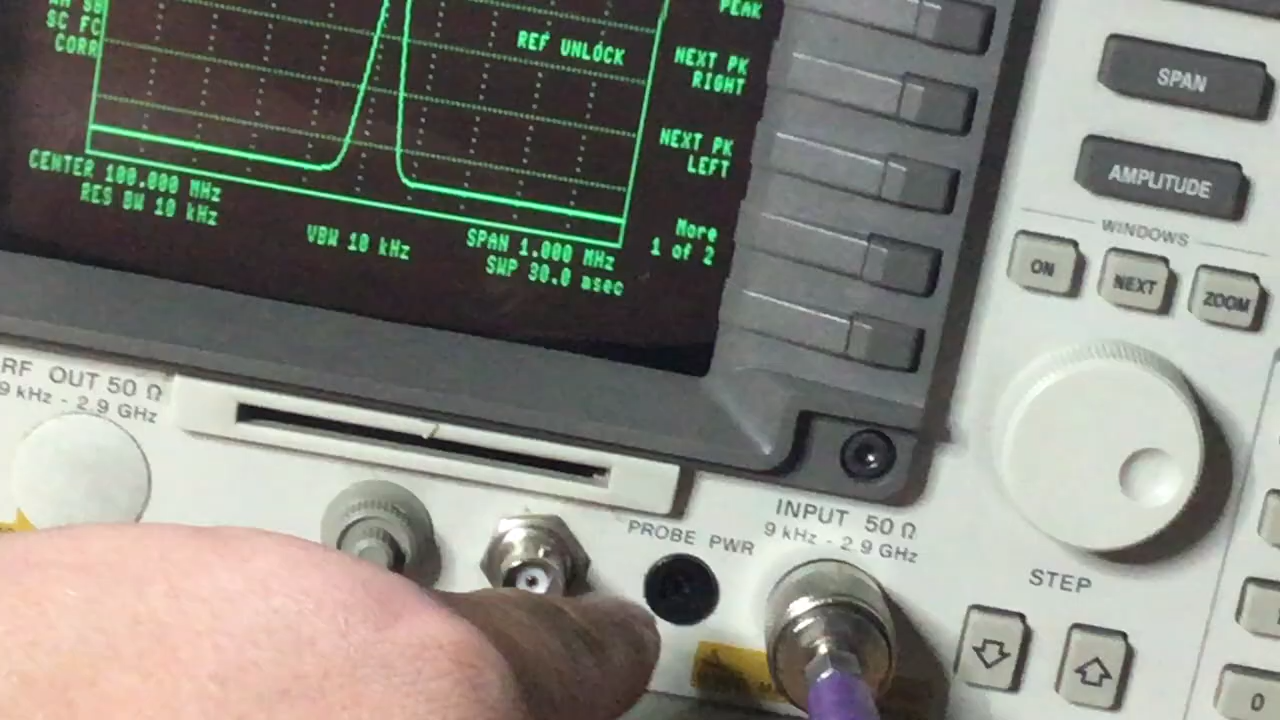 PEAK
SC FC
CORR
REF UNLOCK
NEXT PK
RIGHT
NEXT PK
LEFT
More
1 of 2
CENTER 100.000 MHz
RES BW 10 kHz
VBW 10 kHz
SPAN 1.000 MHz
SWP 30.0 msec
SPAN
AMPLITUDE
WINDOWS
ON
NEXT
ZOOM
RF OUT 50 Ω
9 kHz - 2.9 GHz
PROBE PWR
INPUT 50 Ω
9 kHz - 2.9 GHz
STEP
0